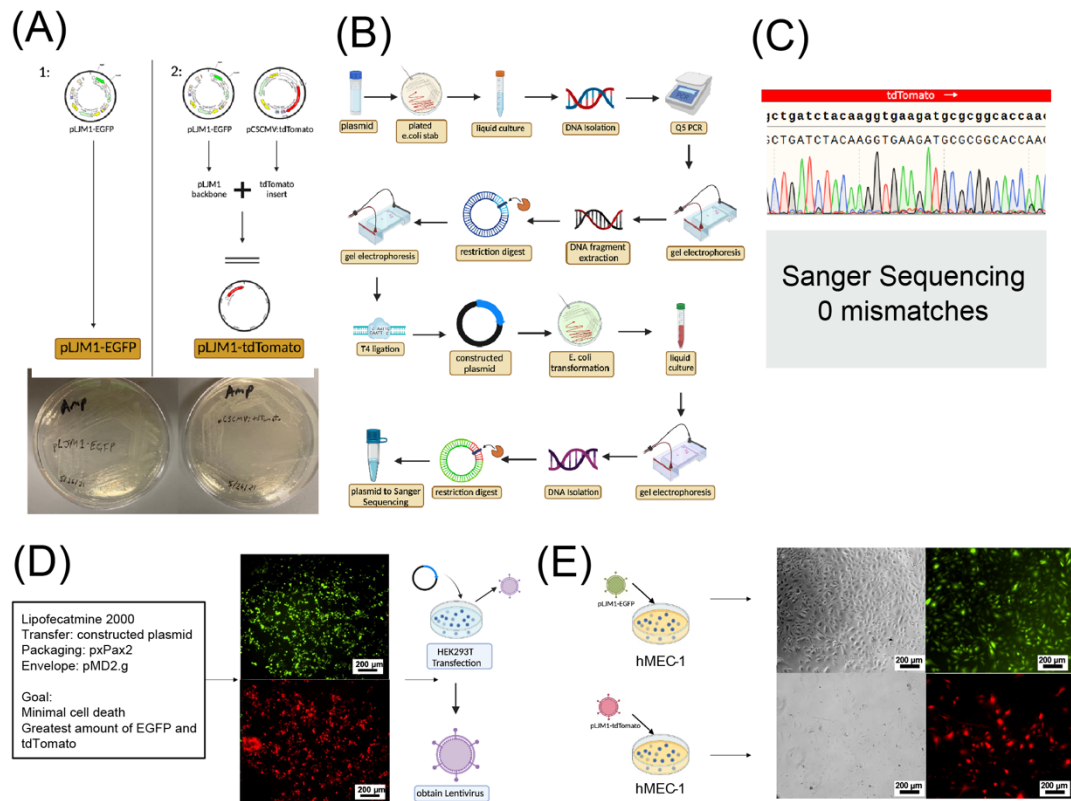 (A)
1:
2:
pLJM1-EGFP
pLJM1-EGFP
pCSCMV:tdTomato
pLJM1
backbone
+
tdTomato
insert
pLJM1-EGFP
pLJM1-tdTomato
Amp
pLJM1-EGFP
Amp
pCSCMV:tdTomato
(B)
plasmid
plated
e.coli stab
liquid culture
DNA Isolation
Q5 PCR
gel electrophoresis
restriction digest
DNA fragment
extraction
gel electrophoresis
T4 ligation
constructed
plasmid
E. coli
transformation
liquid
culture
plasmid to Sanger
Sequencing
restriction digest
DNA Isolation
gel electrophoresis
(C)
tdTomato →
gctgatctacaaggtgaagatgcgcggcaccaac
GCTGATCTACAAGGTGAAGATGCGCGGCACCAAC
Sanger Sequencing
0 mismatches
(D)
Lipofecatmine 2000
Transfer: constructed plasmid
Packaging: pxPax2
Envelope: pMD2.g
Goal:
Minimal cell death
Greatest amount of EGFP and
tdTomato
200 µm
200 µm
HEK293T
Transfection
obtain Lentivirus
(E)
pLJM1-EGFP
hMEC-1
pLJM1-tdTomato
hMEC-1
200 µm
200 µm
200 µm
200 µm